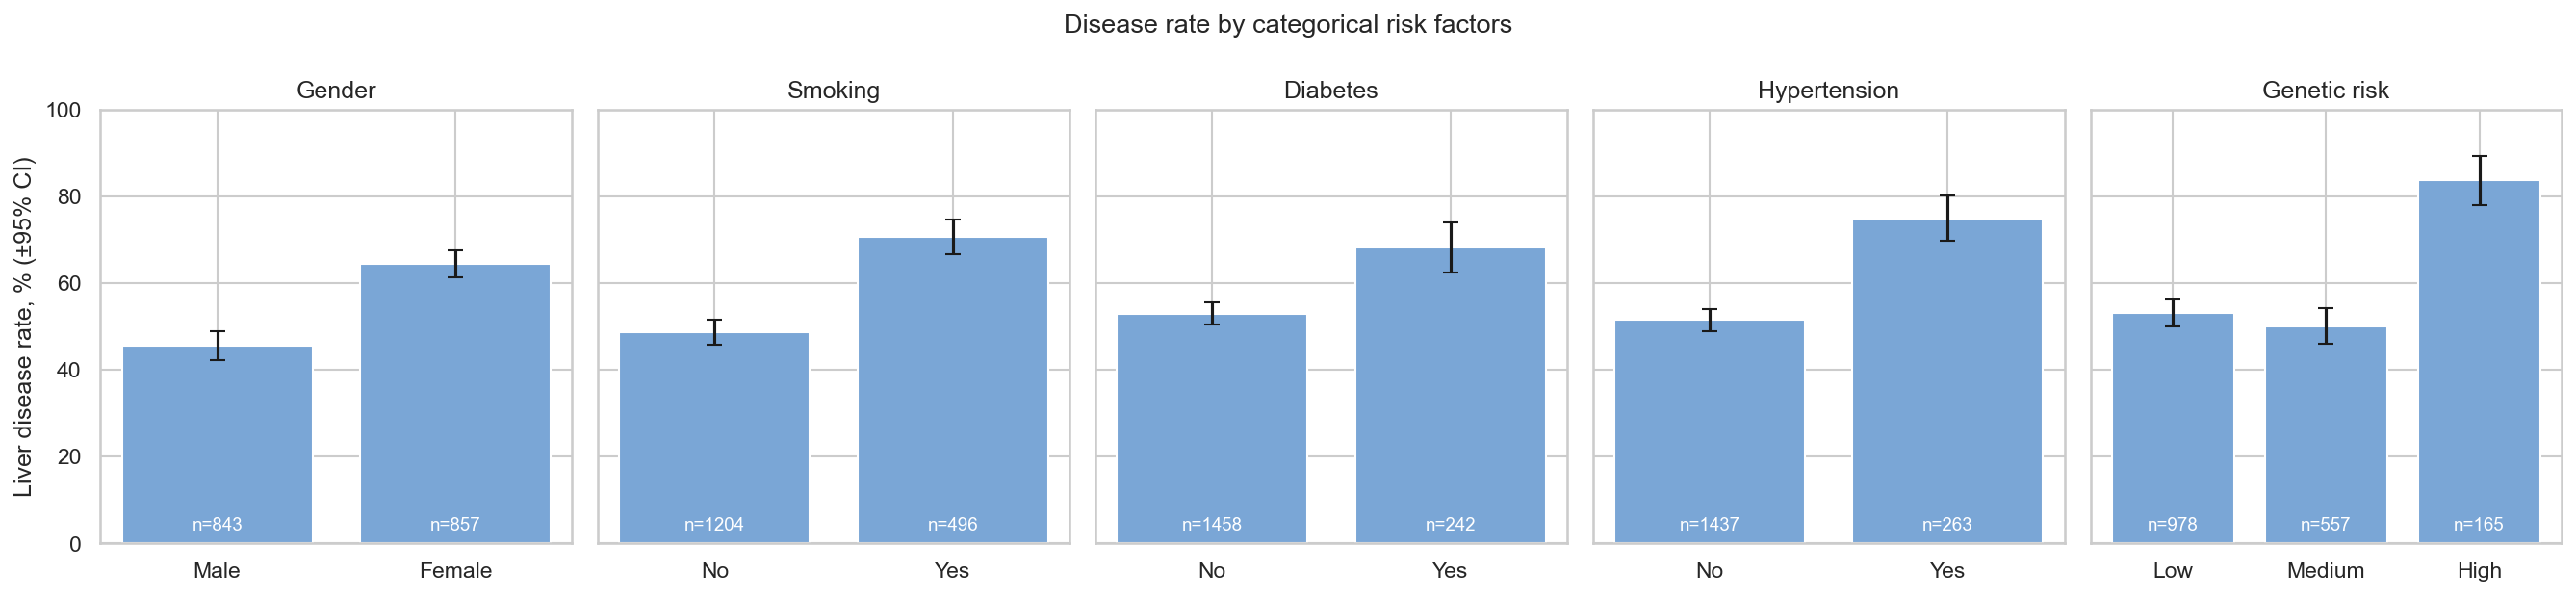 Disease rate by categorical risk factors
Gender
Smoking
Diabetes
Hypertension
Genetic risk
Liver disease rate, % (±95% CI)
100
80
60
40
20
0
n=843
n=857
n=1204
n=496
n=1458
n=242
n=1437
n=263
n=978
n=557
n=165
Male
Female
No
Yes
No
Yes
No
Yes
Low
Medium
High